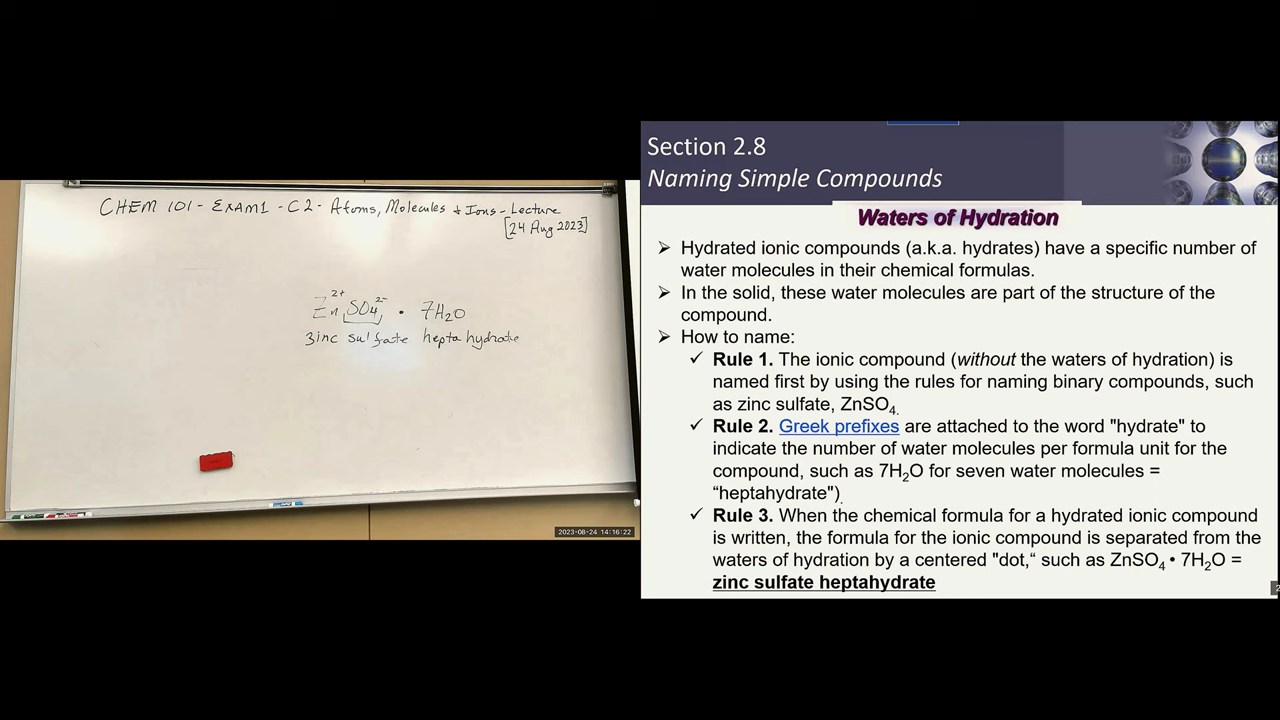 CHEM 101 - EXAM1 - C2 - Atoms, Molecules & Ions - Lecture
[24 Aug 2023]
Zn²⁺SO₄²⁻ • 7H₂O
zinc sulfate heptahydrate
2023-08-24 14:16:22
Section 2.8
Naming Simple Compounds
Waters of Hydration
➢ Hydrated ionic compounds (a.k.a. hydrates) have a specific number of
water molecules in their chemical formulas.
➢ In the solid, these water molecules are part of the structure of the
compound.
➢ How to name:
✓ Rule 1. The ionic compound (without the waters of hydration) is
named first by using the rules for naming binary compounds, such
as zinc sulfate, ZnSO₄.
✓ Rule 2. Greek prefixes are attached to the word "hydrate" to
indicate the number of water molecules per formula unit for the
compound, such as 7H₂O for seven water molecules =
“heptahydrate").
✓ Rule 3. When the chemical formula for a hydrated ionic compound
is written, the formula for the ionic compound is separated from the
waters of hydration by a centered "dot,“ such as ZnSO₄ • 7H₂O =
zinc sulfate heptahydrate